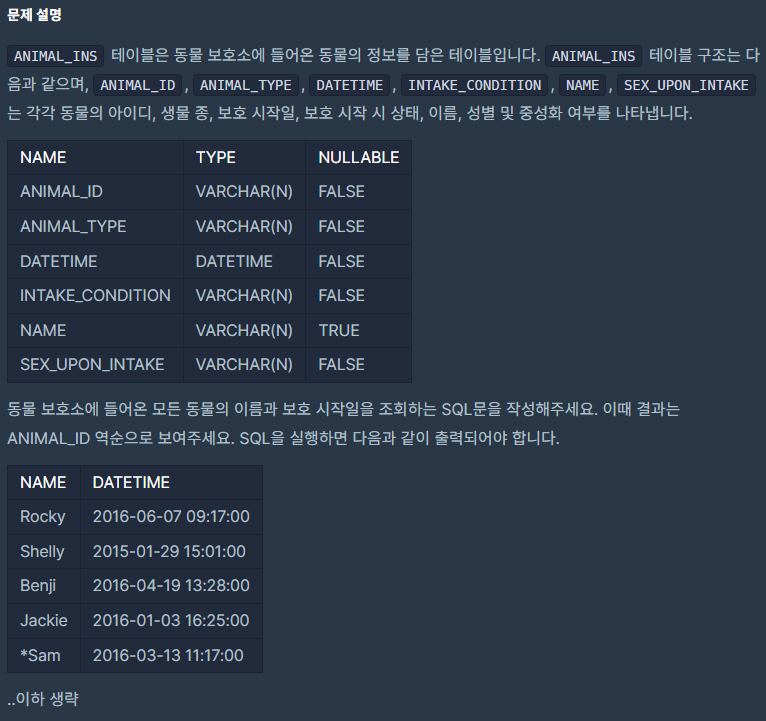 문제 설명
ANIMAL_INS 테이블은 동물 보호소에 들어온 동물의 정보를 담은 테이블입니다. ANIMAL_INS 테이블 구조는 다
음과 같으며, ANIMAL_ID , ANIMAL_TYPE , DATETIME , INTAKE_CONDITION , NAME , SEX_UPON_INTAKE
는 각각 동물의 아이디, 생물 종, 보호 시작일, 보호 시작 시 상태, 이름, 성별 및 중성화 여부를 나타냅니다.
NAME TYPE NULLABLE
ANIMAL_ID VARCHAR(N) FALSE
ANIMAL_TYPE VARCHAR(N) FALSE
DATETIME DATETIME FALSE
INTAKE_CONDITION VARCHAR(N) FALSE
NAME VARCHAR(N) TRUE
SEX_UPON_INTAKE VARCHAR(N) FALSE
동물 보호소에 들어온 모든 동물의 이름과 보호 시작일을 조회하는 SQL문을 작성해주세요. 이때 결과는
ANIMAL_ID 역순으로 보여주세요. SQL을 실행하면 다음과 같이 출력되어야 합니다.
NAME DATETIME
Rocky 2016-06-07 09:17:00
Shelly 2015-01-29 15:01:00
Benji 2016-04-19 13:28:00
Jackie 2016-01-03 16:25:00
*Sam 2016-03-13 11:17:00
..이하 생략